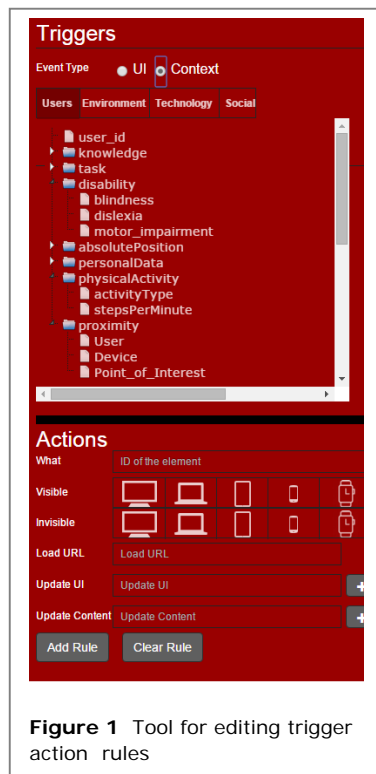 Triggers
Event Type UI Context
Users Environment Technology Social
user_id
knowledge
task
disability
blindness
dislexia
motor_impairment
absolutePosition
personalData
physicalActivity
activityType
stepsPerMinute
proximity
User
Device
Point_of_Interest
Actions
What ID of the element
Visible
Invisible
Load URL Load URL
Update UI Update UI +
Update Content Update Content +
Add Rule Clear Rule
Figure 1 Tool for editing trigger
action rules